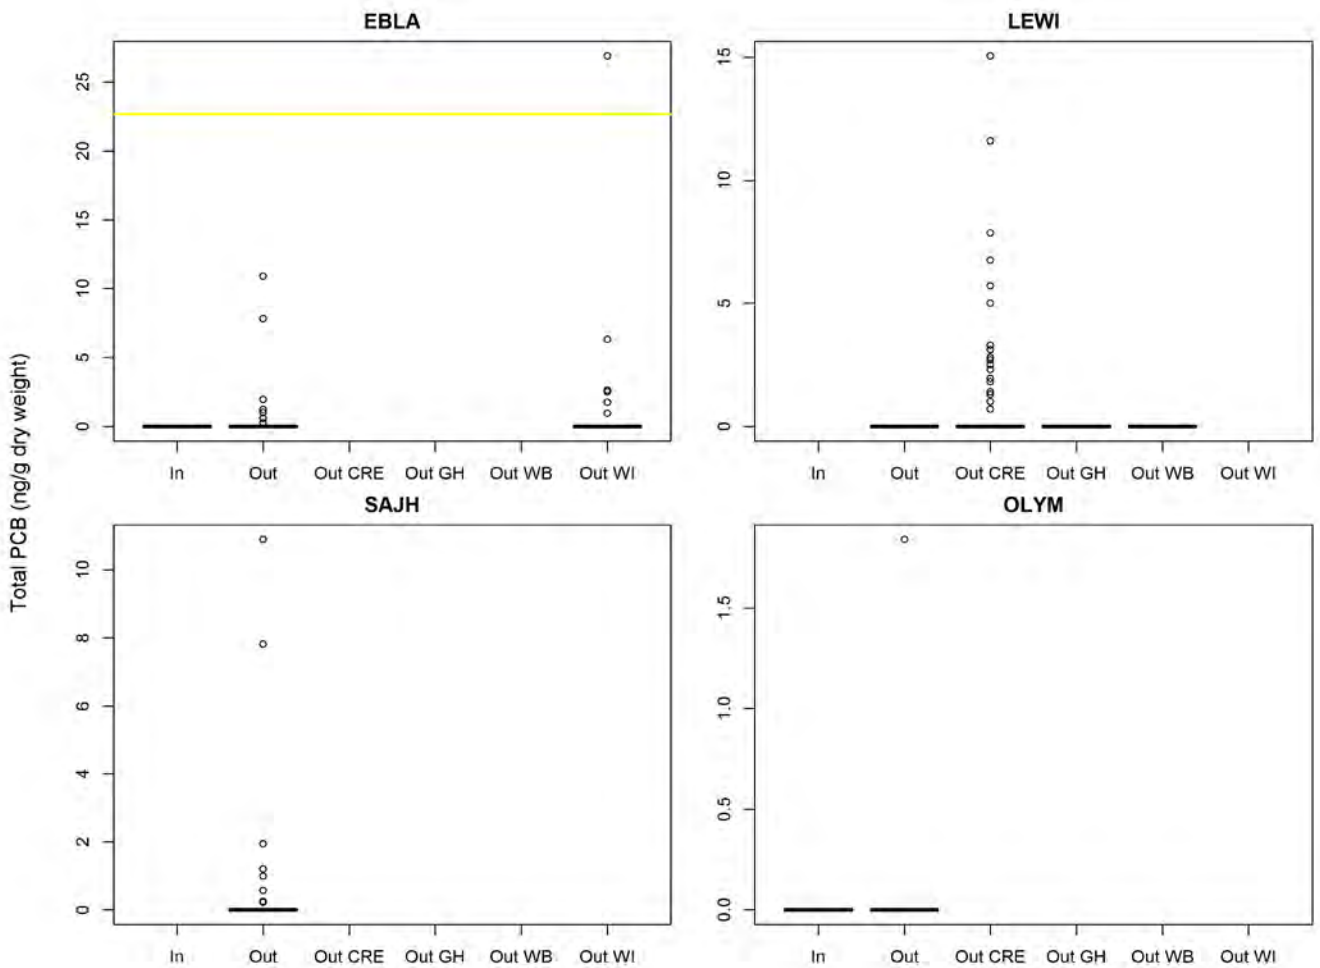 EBLA
LEWI
25
20
15
10
5
0
15
10
5
0
In Out Out CRE Out GH Out WB Out WI
In Out Out CRE Out GH Out WB Out WI
Total PCB (ng/g dry weight)
SAJH
OLYM
10
8
6
4
2
0
1.5
1.0
0.5
0.0
In Out Out CRE Out GH Out WB Out WI
In Out Out CRE Out GH Out WB Out WI